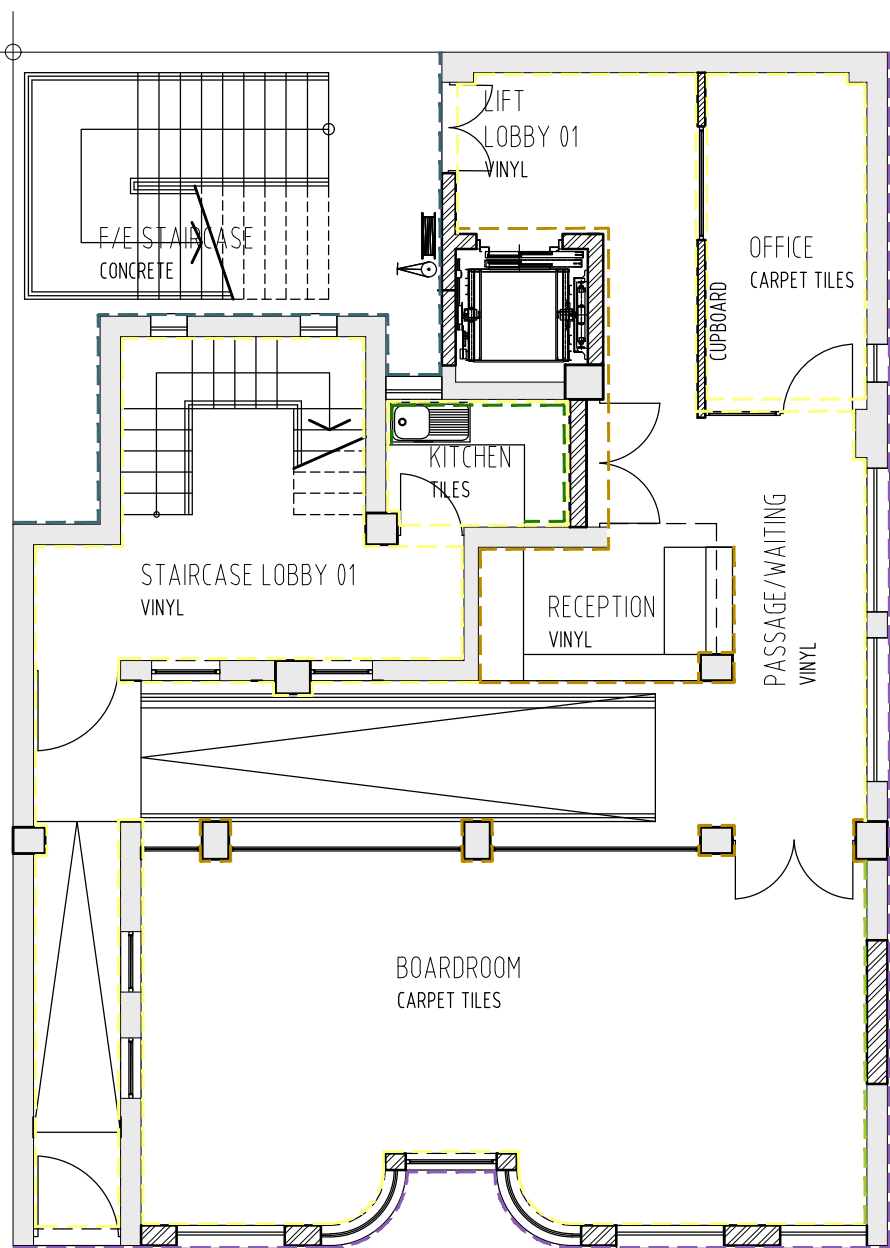 LIFT
LOBBY 01
VINYL
F/E STAIRCASE
CONCRETE
OFFICE
CARPET TILES
CUPBOARD
KITCHEN
TILES
STAIRCASE LOBBY 01
VINYL
RECEPTION
VINYL
PASSAGE/WAITING
VINYL
BOARDROOM
CARPET TILES